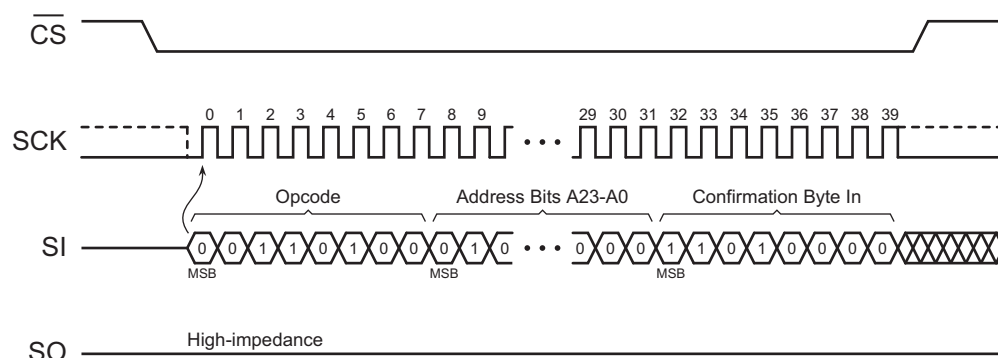 CS
0 1 2 3 4 5 6 7 8 9 29 30 31 32 33 34 35 36 37 38 39
SCK • • •
Opcode Address Bits A23-A0 Confirmation Byte In
SI 0 0 1 1 0 1 0 0 0 1 0 • • • 0 0 0 1 1 0 1 0 0 0 0
MSB MSB MSB
High-impedance
SO